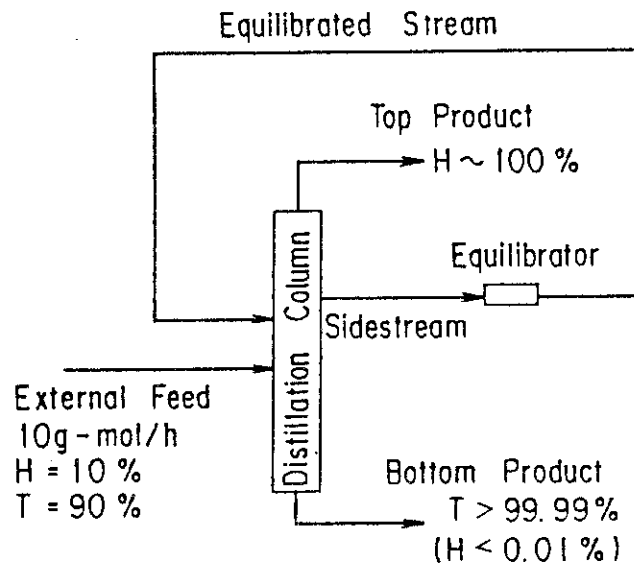 Equilibrated Stream
Top Product
H ~ 100 %
Equilibrator
Sidestream
Distillation Column
External Feed
10g-mol/h
H = 10 %
T = 90 %
Bottom Product
T > 99.99%
(H < 0.01%)